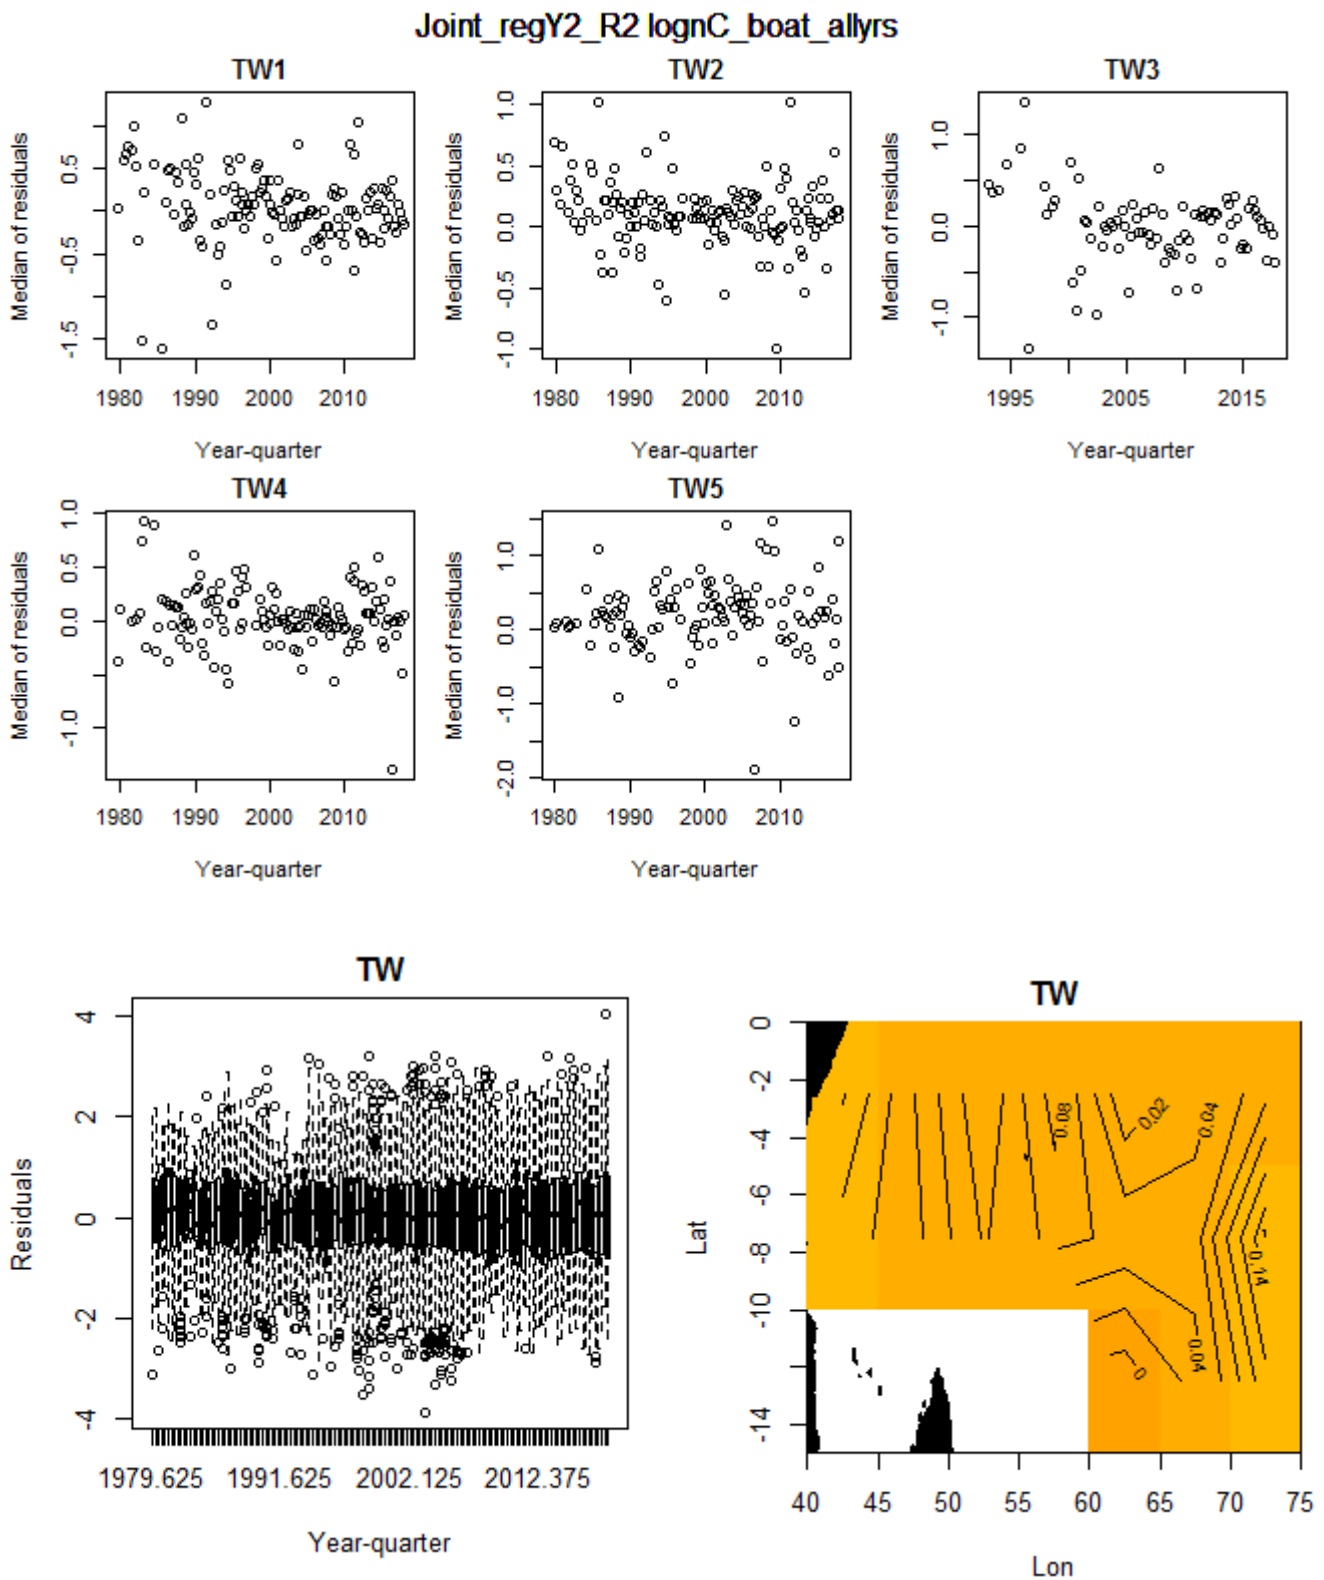 Joint_regY2_R2 lognC_boat_allyrs
TW1
Median of residuals
0.5
-0.5
-1.5
1980 1990 2000 2010
Year-quarter
TW2
Median of residuals
1.0
0.5
0.0
-0.5
-1.0
1980 1990 2000 2010
Year-quarter
TW3
Median of residuals
1.0
0.0
-1.0
1995 2005 2015
Year-quarter
TW4
Median of residuals
1.0
0.5
0.0
-1.0
1980 1990 2000 2010
Year-quarter
TW5
Median of residuals
1.0
0.0
-1.0
-2.0
1980 1990 2000 2010
Year-quarter
TW
Residuals
4
2
0
-2
-4
1979.625 1991.625 2002.125 2012.375
Year-quarter
TW
Lat
0
-2
-4
-6
-8
-10
-14
0.08
0.02
0.04
0.14
0.04
0
40 45 50 55 60 65 70 75
Lon